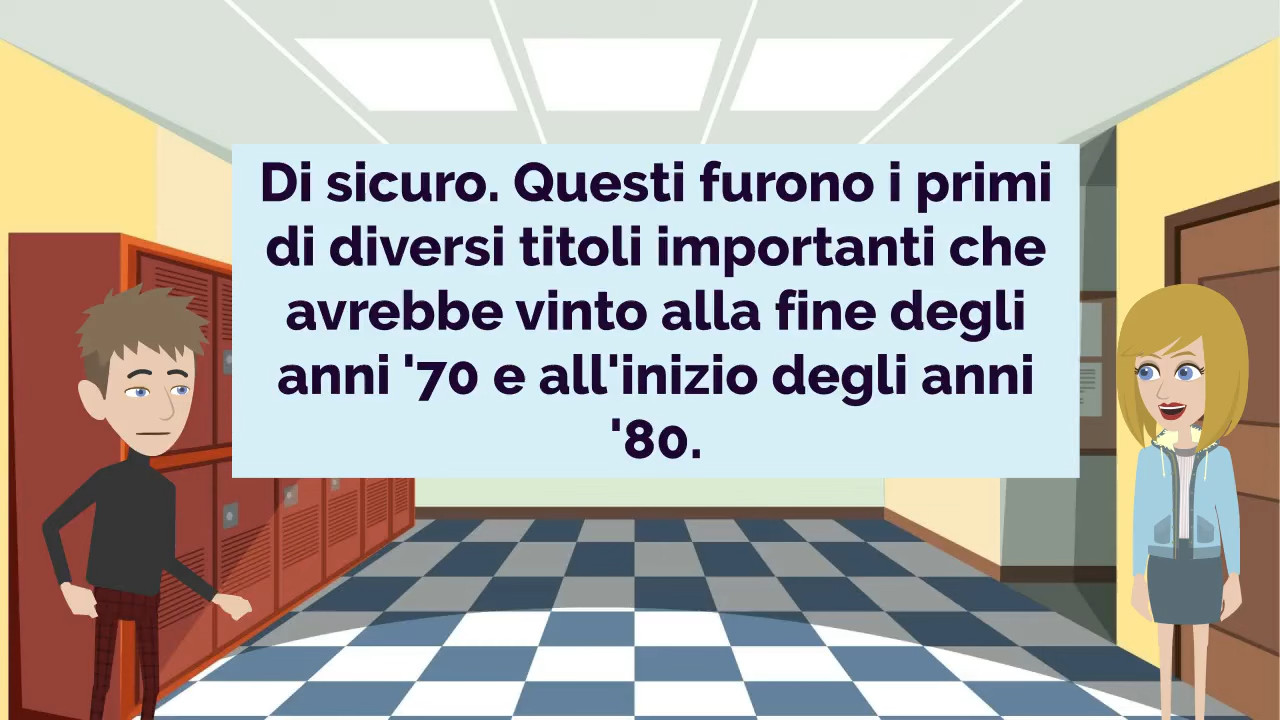 Di sicuro. Questi furono i primi
di diversi titoli importanti che
avrebbe vinto alla fine degli
anni '70 e all'inizio degli anni
'80.